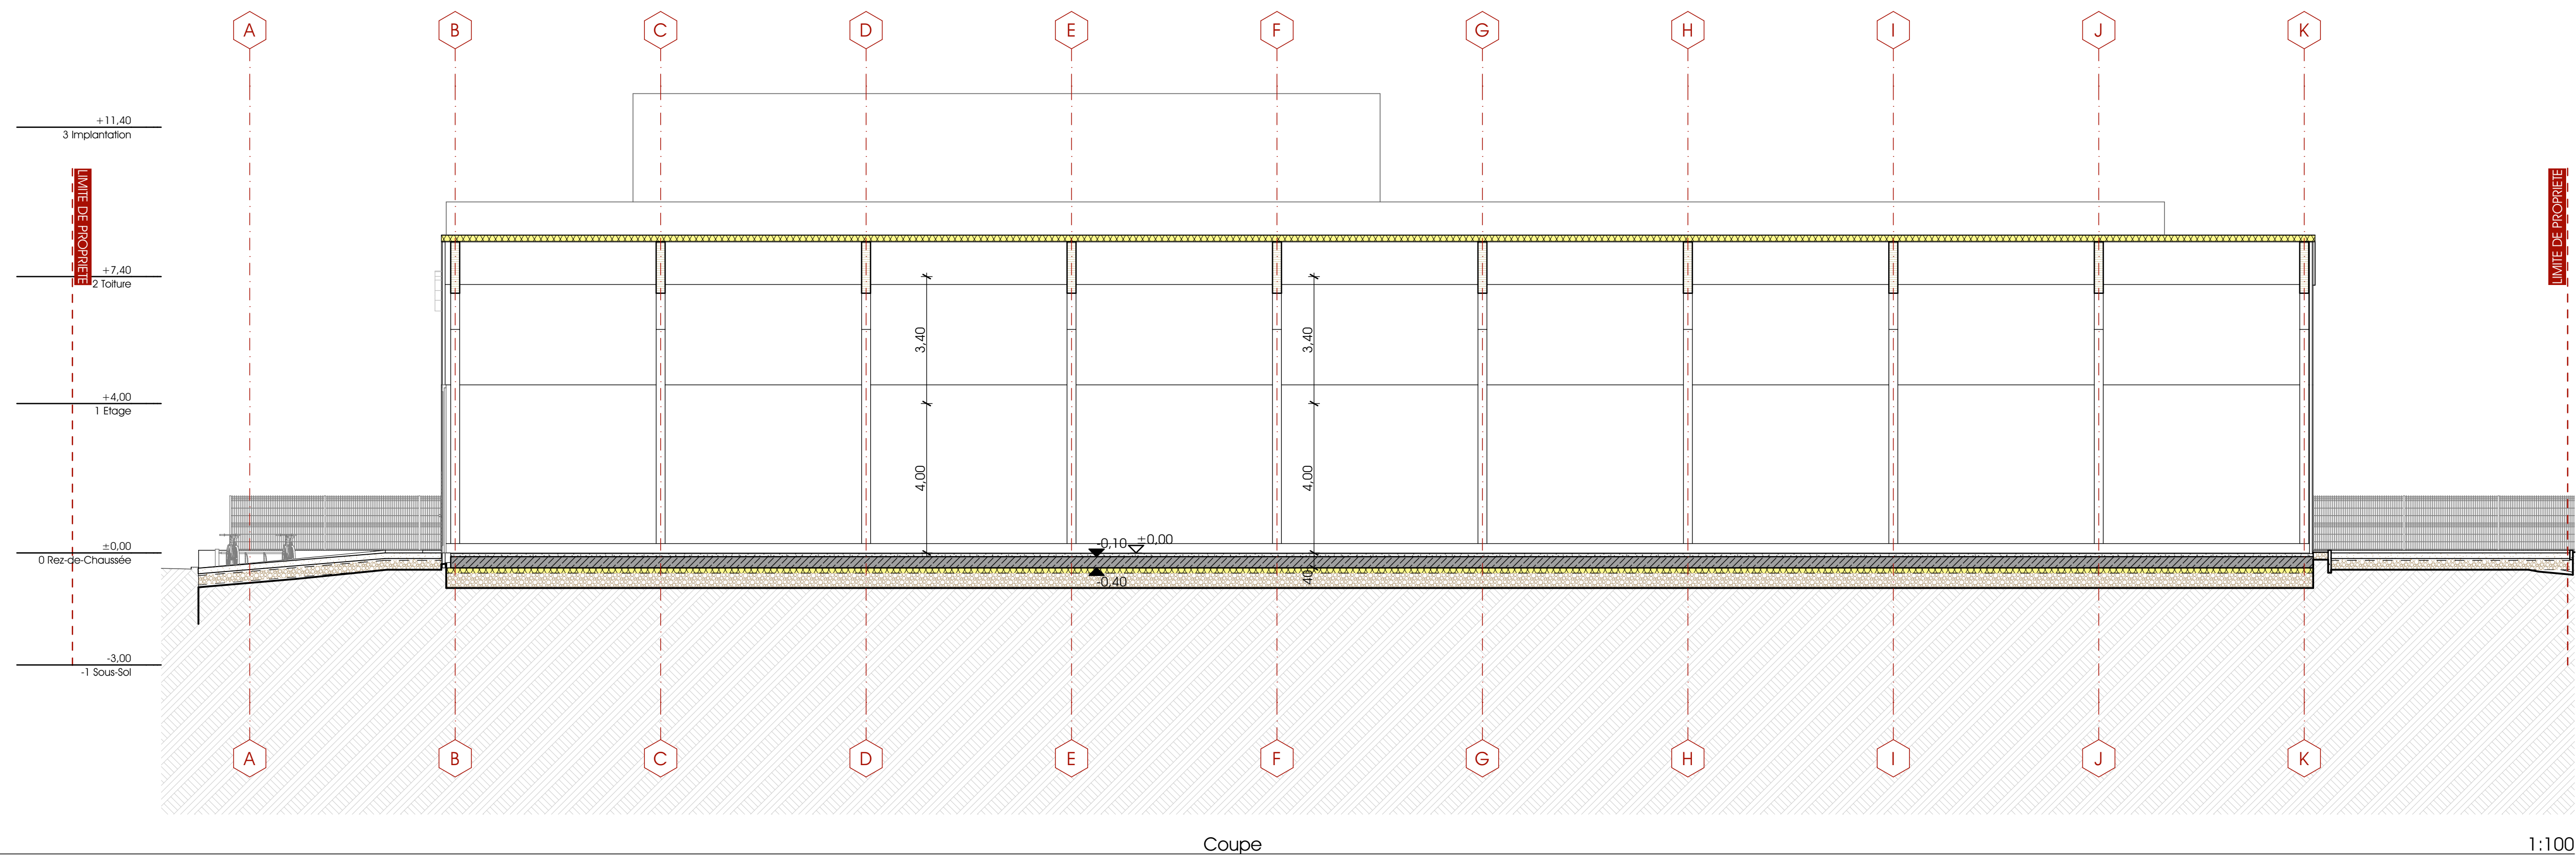 A B C D E F G H I J K
+11,40
3 Implantation
LIMITE DE PROPRIETE
LIMITE DE PROPRIETE
+7,40
2 Toiture
3,40
3,40
+4,00
1 Etage
4,00
4,00
±0,00
0 Rez-de-Chaussée
-0,10
±0,00
-0,40
40
-3,00
-1 Sous-Sol
A B C D E F G H I J K
Coupe
1:100